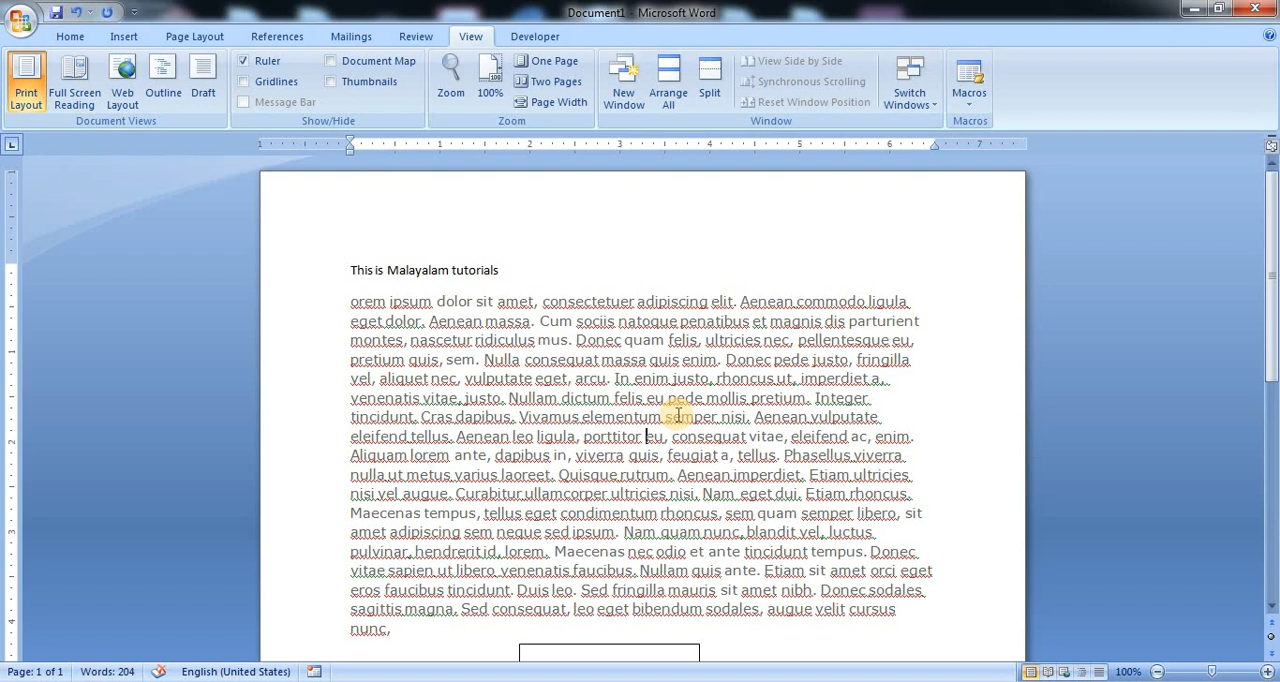 Document1 - Microsoft Word
Home Insert Page Layout References Mailings Review View Developer
Print Layout Full Screen Reading Web Layout Outline Draft
Document Views
Ruler Document Map
Gridlines Thumbnails
Message Bar
Show/Hide
Zoom 100% One Page
Two Pages
Page Width
Zoom
New Window Arrange All Split
View Side by Side
Synchronous Scrolling
Reset Window Position
Switch Windows
Window
Macros
Macros
1 1 2 3 4 5 6 7
This is Malayalam tutorials
orem ipsum dolor sit amet, consectetuer adipiscing elit. Aenean commodo ligula
eget dolor. Aenean massa. Cum sociis natoque penatibus et magnis dis parturient
montes, nascetur ridiculus mus. Donec quam felis, ultricies nec, pellentesque eu,
pretium quis, sem. Nulla consequat massa quis enim. Donec pede justo, fringilla
vel, aliquet nec, vulputate eget, arcu. In enim justo, rhoncus ut, imperdiet a,
venenatis vitae, justo. Nullam dictum felis eu pede mollis pretium. Integer
tincidunt. Cras dapibus. Vivamus elementum semper nisi. Aenean vulputate
eleifend tellus. Aenean leo ligula, porttitor eu, consequat vitae, eleifend ac, enim.
Aliquam lorem ante, dapibus in, viverra quis, feugiat a, tellus. Phasellus viverra
nulla ut metus varius laoreet. Quisque rutrum. Aenean imperdiet. Etiam ultricies
nisi vel augue. Curabitur ullamcorper ultricies nisi. Nam eget dui. Etiam rhoncus.
Maecenas tempus, tellus eget condimentum rhoncus, sem quam semper libero, sit
amet adipiscing sem neque sed ipsum. Nam quam nunc, blandit vel, luctus
pulvinar, hendrerit id, lorem. Maecenas nec odio et ante tincidunt tempus. Donec
vitae sapien ut libero venenatis faucibus. Nullam quis ante. Etiam sit amet orci eget
eros faucibus tincidunt. Duis leo. Sed fringilla mauris sit amet nibh. Donec sodales
sagittis magna. Sed consequat, leo eget bibendum sodales, augue velit cursus
nunc,
Page: 1 of 1 Words: 204 English (United States) 100%